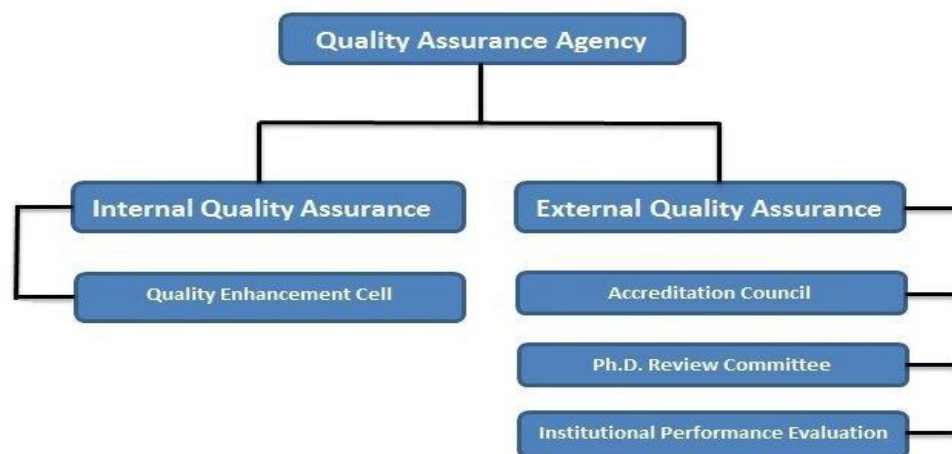 Quality Assurance Agency
Internal Quality Assurance
External Quality Assurance
Quality Enhancement Cell
Accreditation Council
Ph.D. Review Committee
Institutional Performance Evaluation